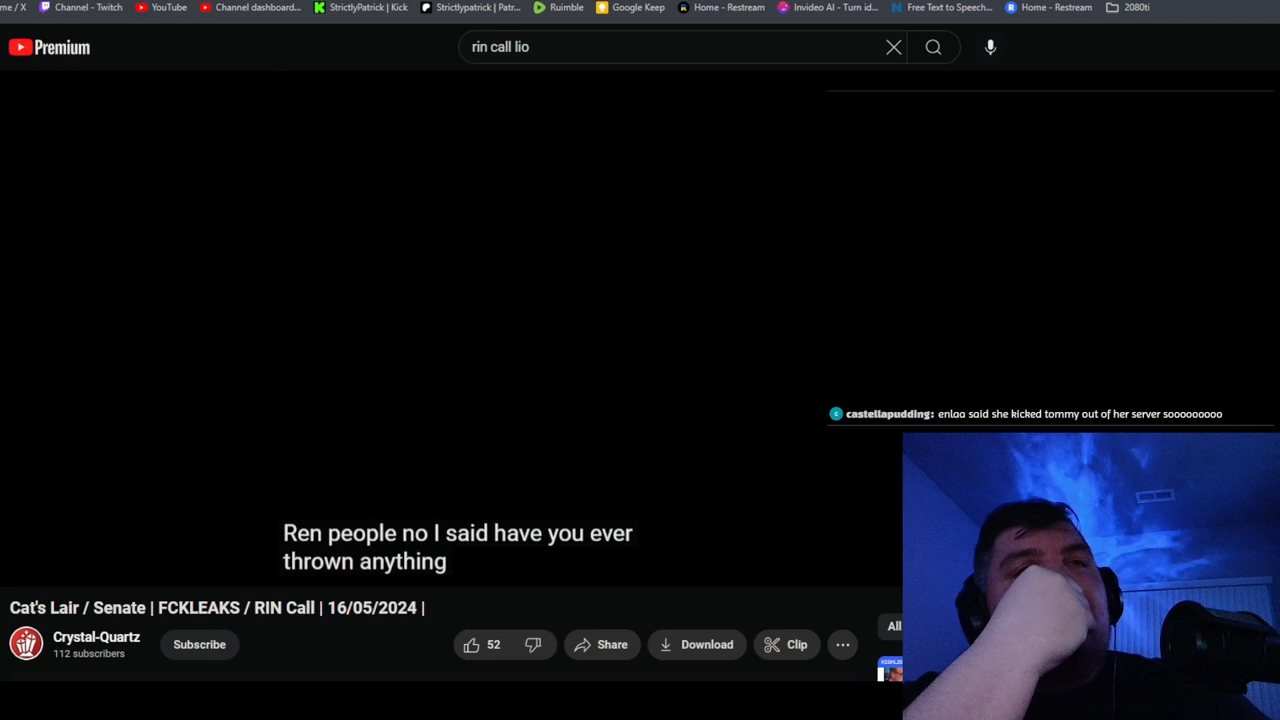 me / X Channel - Twitch YouTube Channel dashboard... StrictlyPatrick | Kick Strictlypatrick | Patr... Rumble Google Keep Home - Restream Invideo AI - Turn id... Free Text to Speech... Home - Restream 2080ti
Premium
rin call lio
castellapudding: enlaa said she kicked tommy out of her server sooooooooo
Ren people no I said have you ever
thrown anything
Cat's Lair / Senate | FCKLEAKS / RIN Call | 16/05/2024 |
Crystal-Quartz
112 subscribers
Subscribe
52
Share
Download
Clip
All